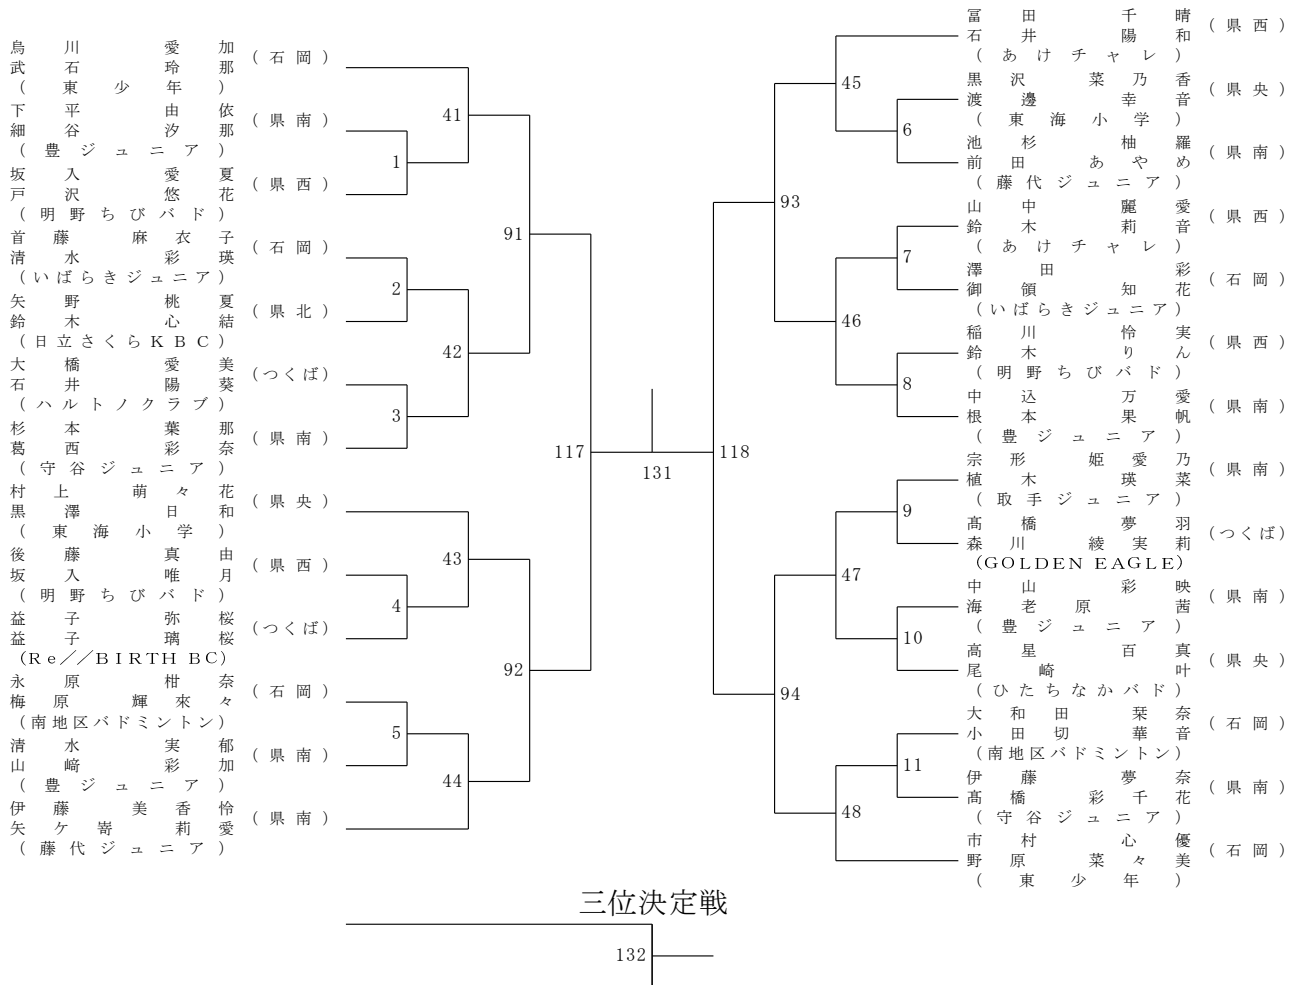 鳥川 愛加
武石 玲那
(東少年)
(石岡)
下平 由依
細谷 汐那
(豊ジュニア)
(県南)
坂入 愛夏
戸沢 悠花
(明野ちびバド)
(県西)
首藤 麻衣子
清水 彩瑛
(いばらきジュニア)
(石岡)
矢野 桃夏
鈴木 心結
(日立さくらKBC)
(県北)
大橋 愛美
石井 陽葵
(ハルトノクラブ)
(つくば)
杉本 葉那
葛西 彩奈
(守谷ジュニア)
(県南)
村上 萌々花
黒澤 日和
(東海小学)
(県央)
後藤 真由
坂入 唯月
(明野ちびバド)
(県西)
益子 弥桜
益子 璃桜
(Re//BIRTH BC)
(つくば)
永原 柑奈
梅原 輝來々
(南地区バドミントン)
(石岡)
清水 実郁
山﨑 彩加
(豊ジュニア)
(県南)
伊藤 美香怜
矢ケ嵜 莉愛
(藤代ジュニア)
(県南)
41
1
91
2
42
3
117
43
4
92
5
44
131
118
93
45
6
7
46
8
9
47
10
94
11
48
冨田 千晴
石井 陽和
(あけチャレ)
(県西)
黒沢 菜乃香
渡邊 幸音
(東海小学)
(県央)
池杉 柚羅
前田 あやめ
(藤代ジュニア)
(県南)
山中 麗愛
鈴木 莉音
(あけチャレ)
(県西)
澤田 彩
御領 知花
(いばらきジュニア)
(石岡)
稲川 怜実
鈴木 りん
(明野ちびバド)
(県西)
中込 万愛
根本 果帆
(豊ジュニア)
(県南)
宗形 姫愛乃
植木 瑛菜
(取手ジュニア)
(県南)
髙橋 夢羽
森川 綾実莉
(GOLDEN EAGLE)
(つくば)
中山 彩映
海老原 茜
(豊ジュニア)
(県南)
高星 百真
尾崎 叶
(ひたちなかバド)
(県央)
大和田 栞奈
小田切 華音
(南地区バドミントン)
(石岡)
伊藤 夢奈
髙橋 彩千花
(守谷ジュニア)
(県南)
市村 心優
野原 菜々美
(東少年)
(石岡)
三位決定戦
132